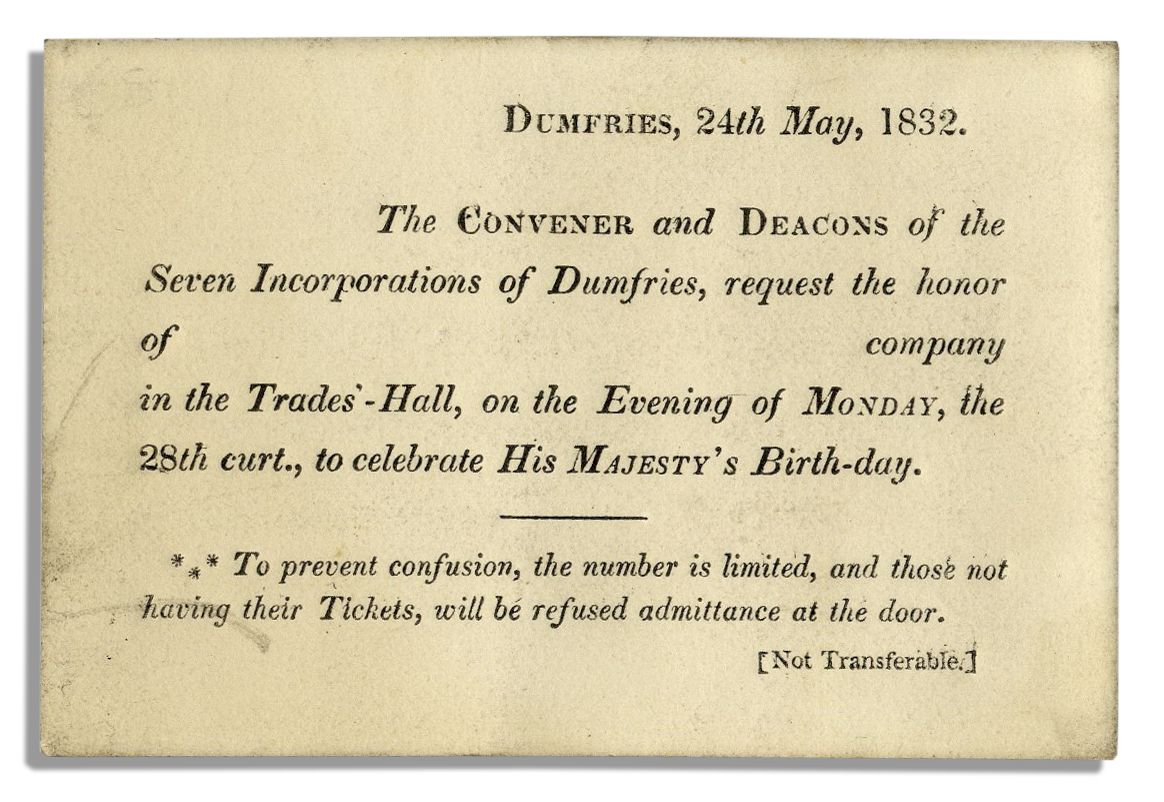 DUMFRIES, 24th May, 1832.
The CONVENER and DEACONS of the
Seven Incorporations of Dumfries, request the honor
of company
in the Trades'-Hall, on the Evening of MONDAY, the
28th curt., to celebrate His MAJESTY's Birth-day.
*⁎* To prevent confusion, the number is limited, and those not
having their Tickets, will be refused admittance at the door.
[Not Transferable.]